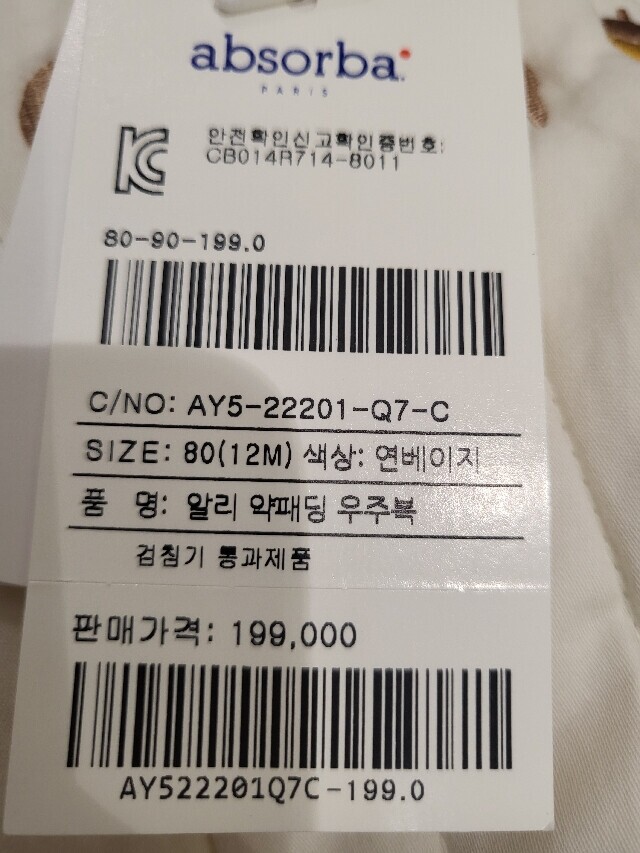 absorba
PARIS
안전확인신고확인증번호:
CB014R714-8011
80-90-199.0
C/NO: AY5-22201-Q7-C
SIZE: 80(12M) 색상: 연베이지
품 명: 알리 약패딩 우주복
검침기 통과제품
판매가격: 199,000
AY522201Q7C-199.0